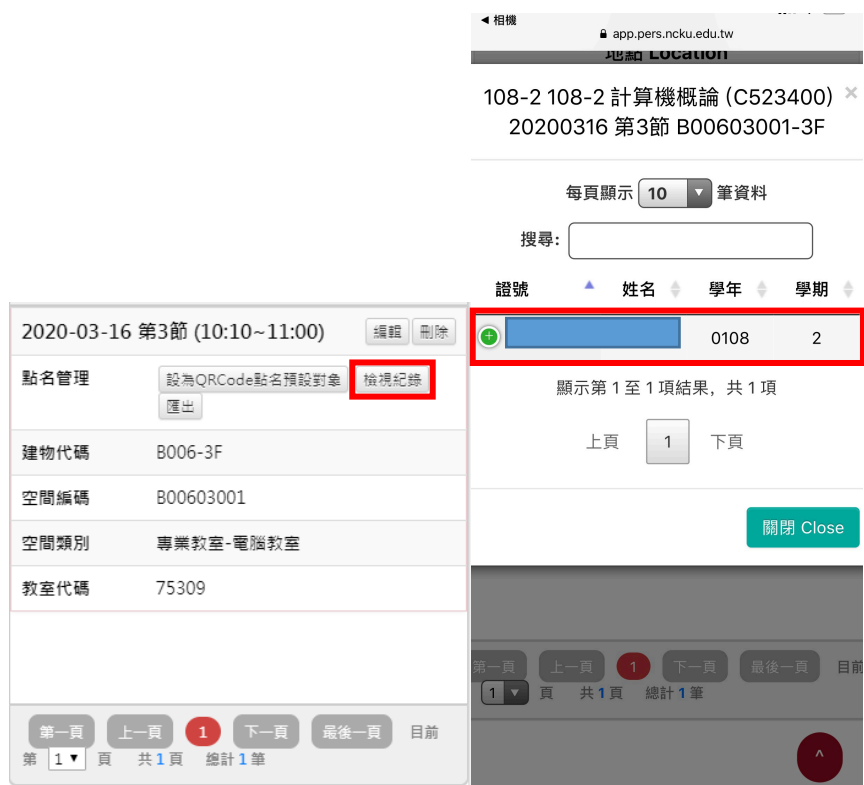 2020-03-16 第3節 (10:10~11:00)
編輯
刪除
點名管理
設為QRCode點名預設對象
檢視紀錄
匯出
建物代碼
B006-3F
空間編碼
B00603001
空間類別
專業教室-電腦教室
教室代碼
75309
第一頁
上一頁
1
下一頁
最後一頁
目前
第 1 頁 共 1 頁 總計 1 筆
相機
app.pers.ncku.edu.tw
地點 Location
108-2 108-2 計算機概論 (C523400)
×
20200316 第3節 B00603001-3F
每頁顯示 10 筆資料
搜尋:
證號 姓名 學年 學期
0108 2
顯示第 1 至 1 項結果，共 1 項
上頁 1 下頁
關閉 Close
第一頁 上一頁 1 下一頁 最後一頁 目前
1 頁 共 1 頁 總計 1 筆
^